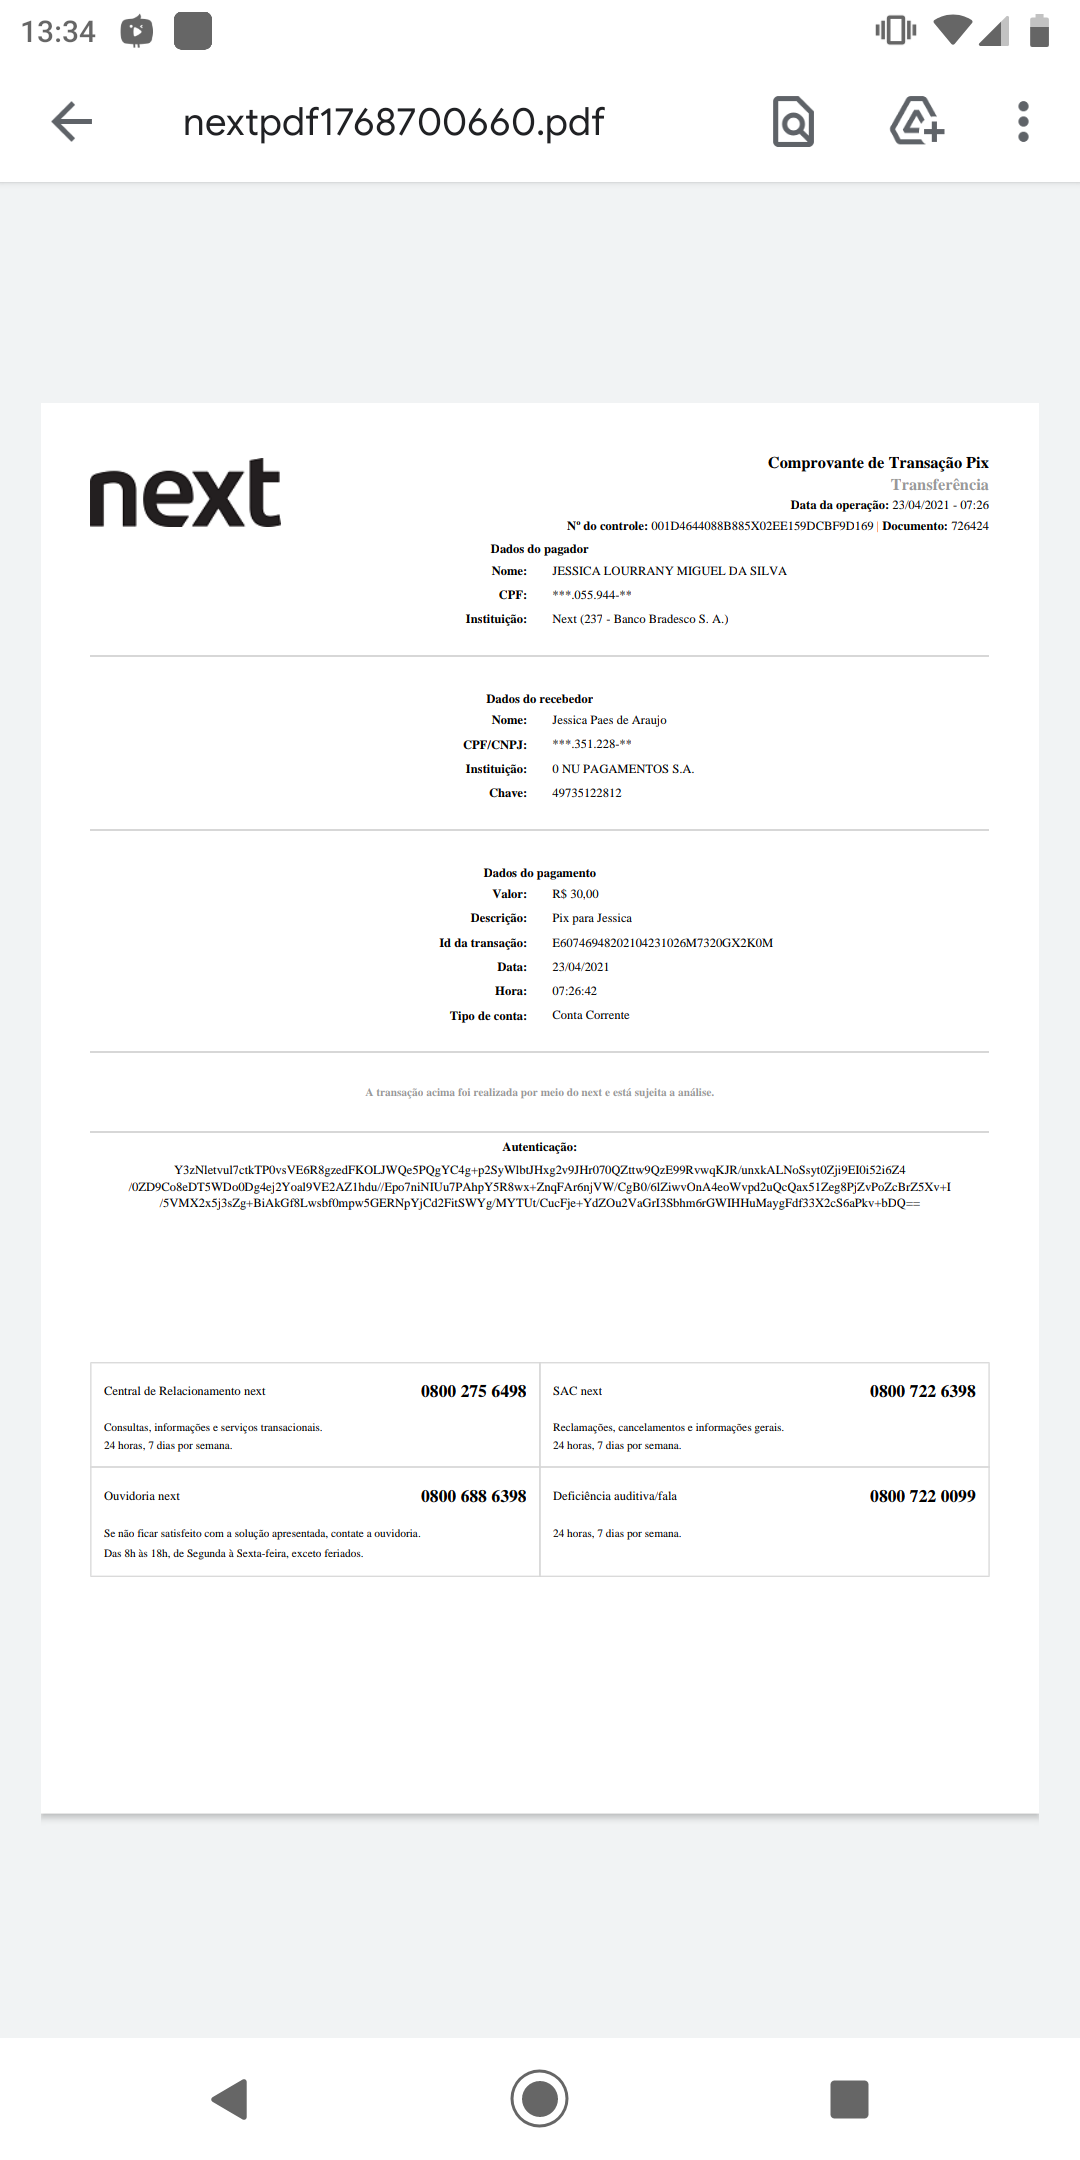 13:34
nextpdf1768700660.pdf
next
Comprovante de Transação Pix
Transferência
Data da operação: 23/04/2021 - 07:26
Nº do controle: 001D4644088B885X02EE159DCBF9D169 | Documento: 726424
Dados do pagador
Nome: JESSICA LOURRANY MIGUEL DA SILVA
CPF: ***.055.944-**
Instituição: Next (237 - Banco Bradesco S. A.)
Dados do recebedor
Nome: Jessica Paes de Araujo
CPF/CNPJ: ***.351.228-**
Instituição: 0 NU PAGAMENTOS S.A.
Chave: 49735122812
Dados do pagamento
Valor: R$ 30,00
Descrição: Pix para Jessica
Id da transação: E60746948202104231026M7320GX2K0M
Data: 23/04/2021
Hora: 07:26:42
Tipo de conta: Conta Corrente
A transação acima foi realizada por meio do next e está sujeita a análise.
Autenticação:
Y3zNletvul7ctkTP0vsVE6R8gzedFKOLJWQe5PQgYC4g+p2SyWlbtJHxg2v9JHr070QZttw9QzE99RvwqKJR/unxkALNoSsyt0Zji9EI0i52i6Z4
/0ZD9Co8eDT5WDo0Dg4ej2Yoal9VE2AZ1hdu//Epo7niNIUu7PAhpY5R8wx+ZnqFAr6njVW/CgB0/6lZiwvOnA4eoWvpd2uQcQax51Zeg8PjZvPoZcBrZ5Xv+I
/5VMX2x5j3sZg+BiAkGf8Lwsbf0mpw5GERNpYjCd2FitSWYg/MYTUt/CucFje+YdZOu2VaGrI3Sbhm6rGWIHHuMaygFdf33X2cS6aPkv+bDQ==
Central de Relacionamento next 0800 275 6498
Consultas, informações e serviços transacionais.
24 horas, 7 dias por semana.
SAC next 0800 722 6398
Reclamações, cancelamentos e informações gerais.
24 horas, 7 dias por semana.
Ouvidoria next 0800 688 6398
Se não ficar satisfeito com a solução apresentada, contate a ouvidoria.
Das 8h às 18h, de Segunda à Sexta-feira, exceto feriados.
Deficiência auditiva/fala 0800 722 0099
24 horas, 7 dias por semana.